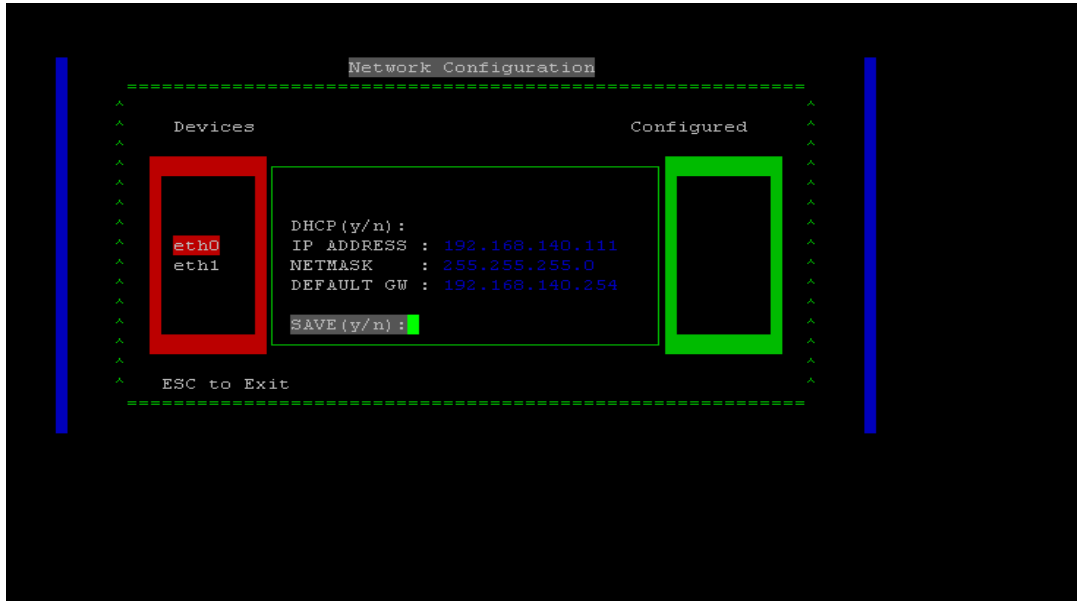 Network Configuration
==========================================================
Devices Configured
DHCP(y/n):
eth0 IP ADDRESS : 192.168.140.111
eth1 NETMASK : 255.255.255.0
DEFAULT GW : 192.168.140.254
SAVE(y/n):
ESC to Exit
==========================================================